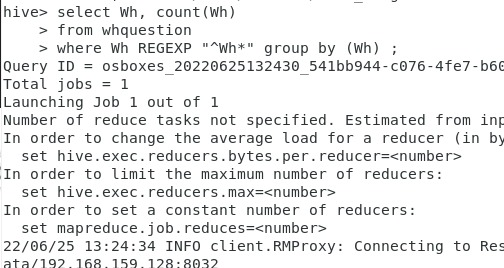 hive> select Wh, count(Wh)
> from whquestion
> where Wh REGEXP "^Wh*" group by (Wh) ;
Query ID = osboxes_20220625132430_541bb944-c076-4fe7-b60
Total jobs = 1
Launching Job 1 out of 1
Number of reduce tasks not specified. Estimated from inp
In order to change the average load for a reducer (in by
set hive.exec.reducers.bytes.per.reducer=<number>
In order to limit the maximum number of reducers:
set hive.exec.reducers.max=<number>
In order to set a constant number of reducers:
set mapreduce.job.reduces=<number>
22/06/25 13:24:34 INFO client.RMProxy: Connecting to Res
ata/192.168.159.128:8032